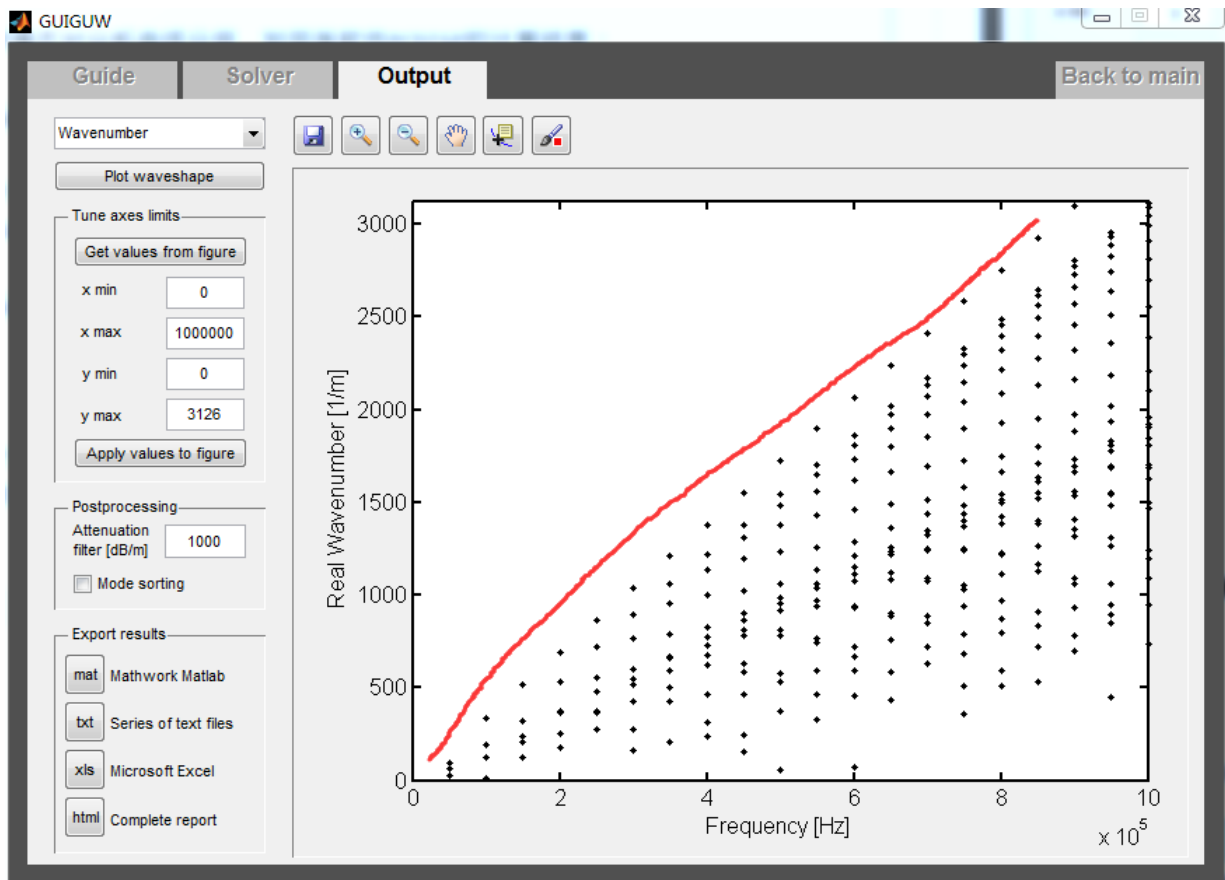 GUIGUW
Guide
Solver
Output
Back to main
Wavenumber
Plot waveshape
Tune axes limits
Get values from figure
x min
0
x max
1000000
y min
0
y max
3126
Apply values to figure
Postprocessing
Attenuation
filter [dB/m]
1000
Mode sorting
Export results
mat
Mathwork Matlab
txt
Series of text files
xls
Microsoft Excel
html
Complete report
3000
2500
2000
1500
1000
500
0
Real Wavenumber [1/m]
0
2
4
6
8
10
Frequency [Hz]
x 10⁵